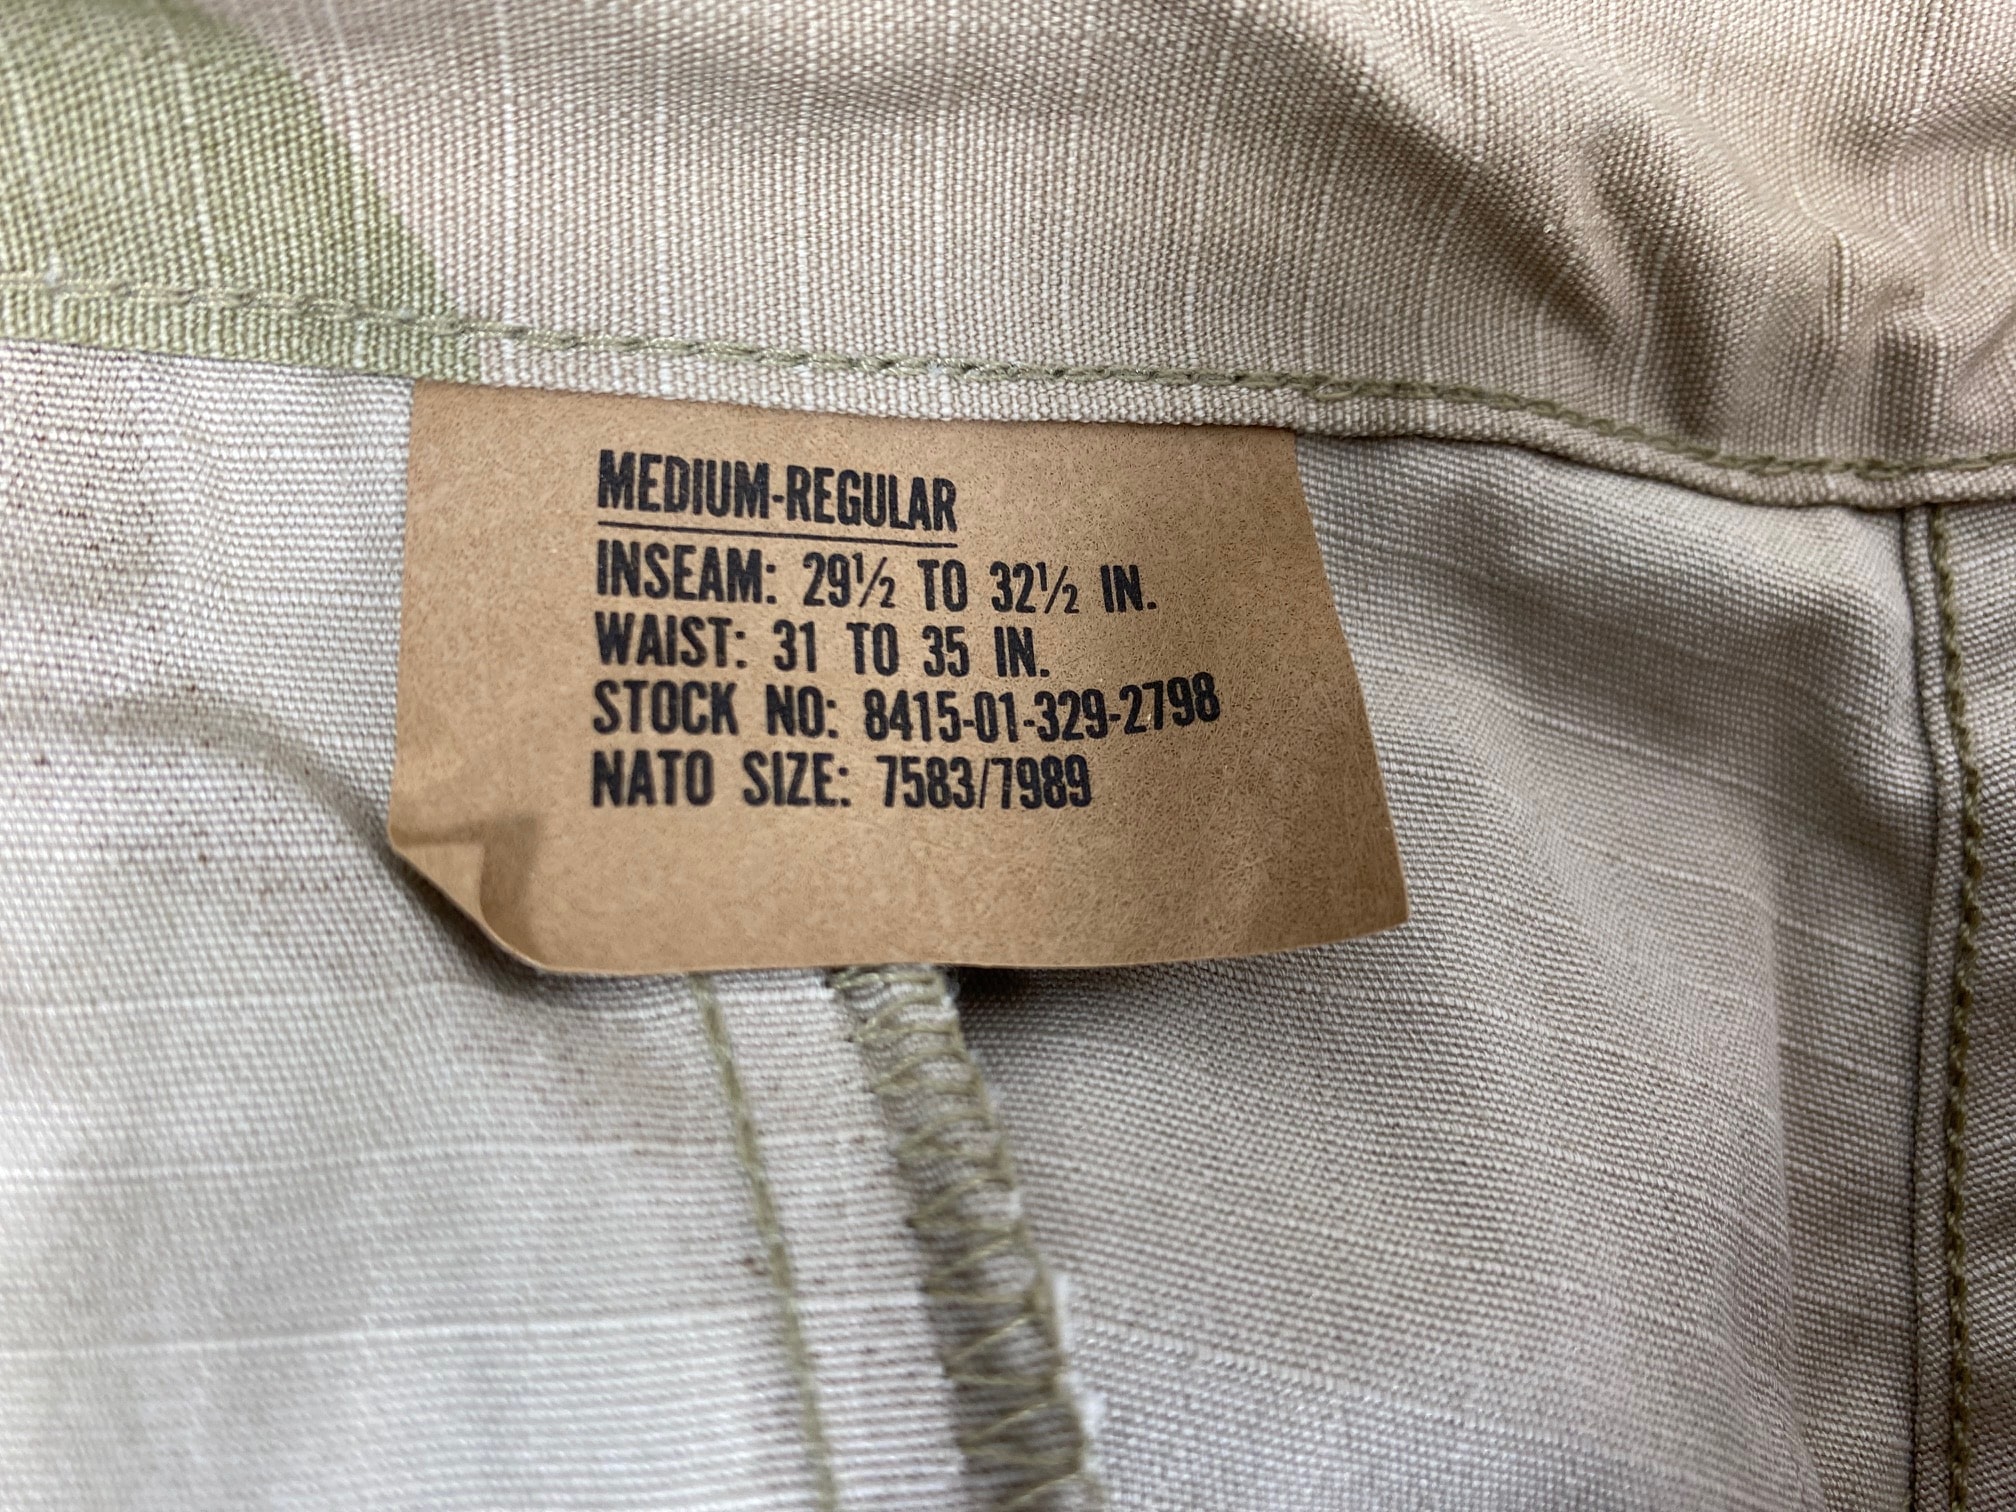 MEDIUM-REGULAR
INSEAM: 29½ TO 32½ IN.
WAIST: 31 TO 35 IN.
STOCK NO: 8415-01-329-2798
NATO SIZE: 7583/7989